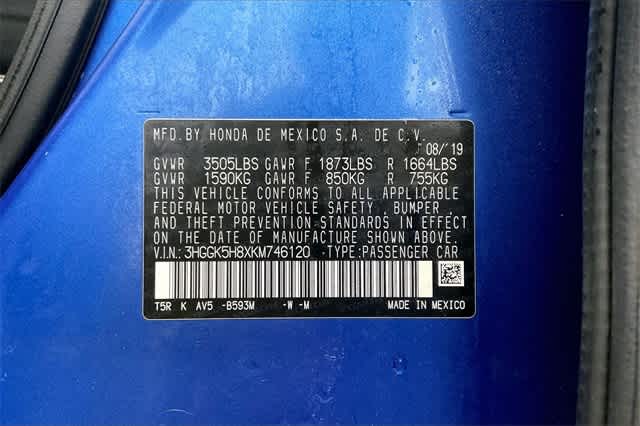 MFD. BY HONDA DE MEXICO S.A. DE C.V.
08/'19
GVWR 3505LBS GAWR F 1873LBS R 1664LBS
GVWR 1590KG GAWR F 850KG R 755KG
THIS VEHICLE CONFORMS TO ALL APPLICABLE
FEDERAL MOTOR VEHICLE SAFETY, BUMPER,
AND THEFT PREVENTION STANDARDS IN EFFECT
ON THE DATE OF MANUFACTURE SHOWN ABOVE.
V.I.N.: 3HGGK5H8XKM746120 TYPE:PASSENGER CAR
T5R K AV5 -B593M -W -M MADE IN MEXICO